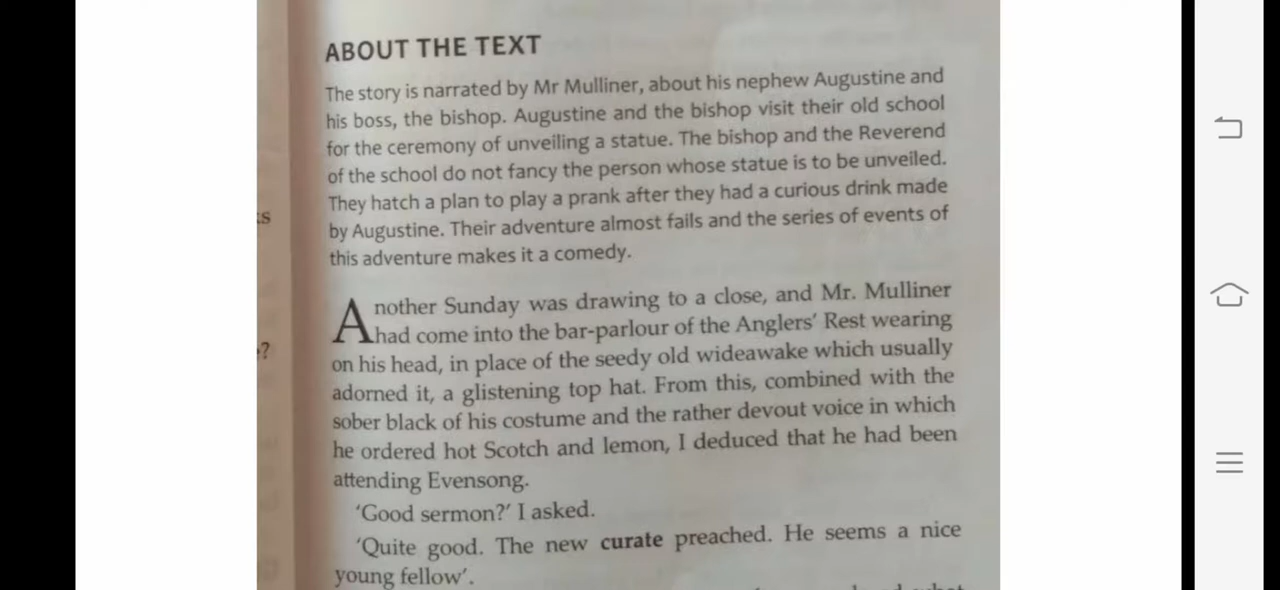 ABOUT THE TEXT
The story is narrated by Mr Mulliner, about his nephew Augustine and
his boss, the bishop. Augustine and the bishop visit their old school
for the ceremony of unveiling a statue. The bishop and the Reverend
of the school do not fancy the person whose statue is to be unveiled.
They hatch a plan to play a prank after they had a curious drink made
by Augustine. Their adventure almost fails and the series of events of
this adventure makes it a comedy.
Another Sunday was drawing to a close, and Mr. Mulliner
had come into the bar-parlour of the Anglers' Rest wearing
on his head, in place of the seedy old wideawake which usually
adorned it, a glistening top hat. From this, combined with the
sober black of his costume and the rather devout voice in which
he ordered hot Scotch and lemon, I deduced that he had been
attending Evensong.
'Good sermon?' I asked.
'Quite good. The new curate preached. He seems a nice
young fellow'.